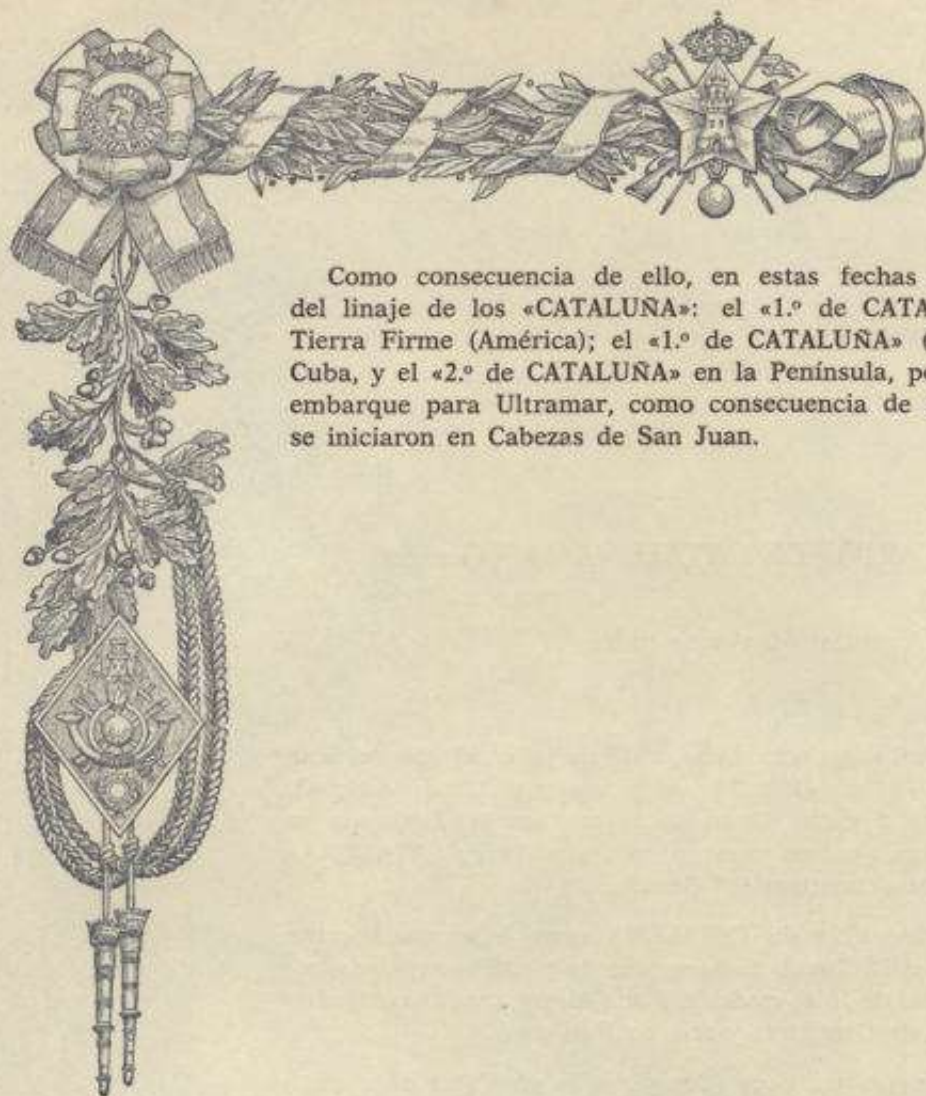 Como consecuencia de ello, en estas fechas
del linaje de los «CATALUÑA»: el «1.º de CATA
Tierra Firme (América); el «1.º de CATALUÑA»
Cuba, y el «2.º de CATALUÑA» en la Península,
embarque para Ultramar, como consecuencia de
se iniciaron en Cabezas de San Juan.